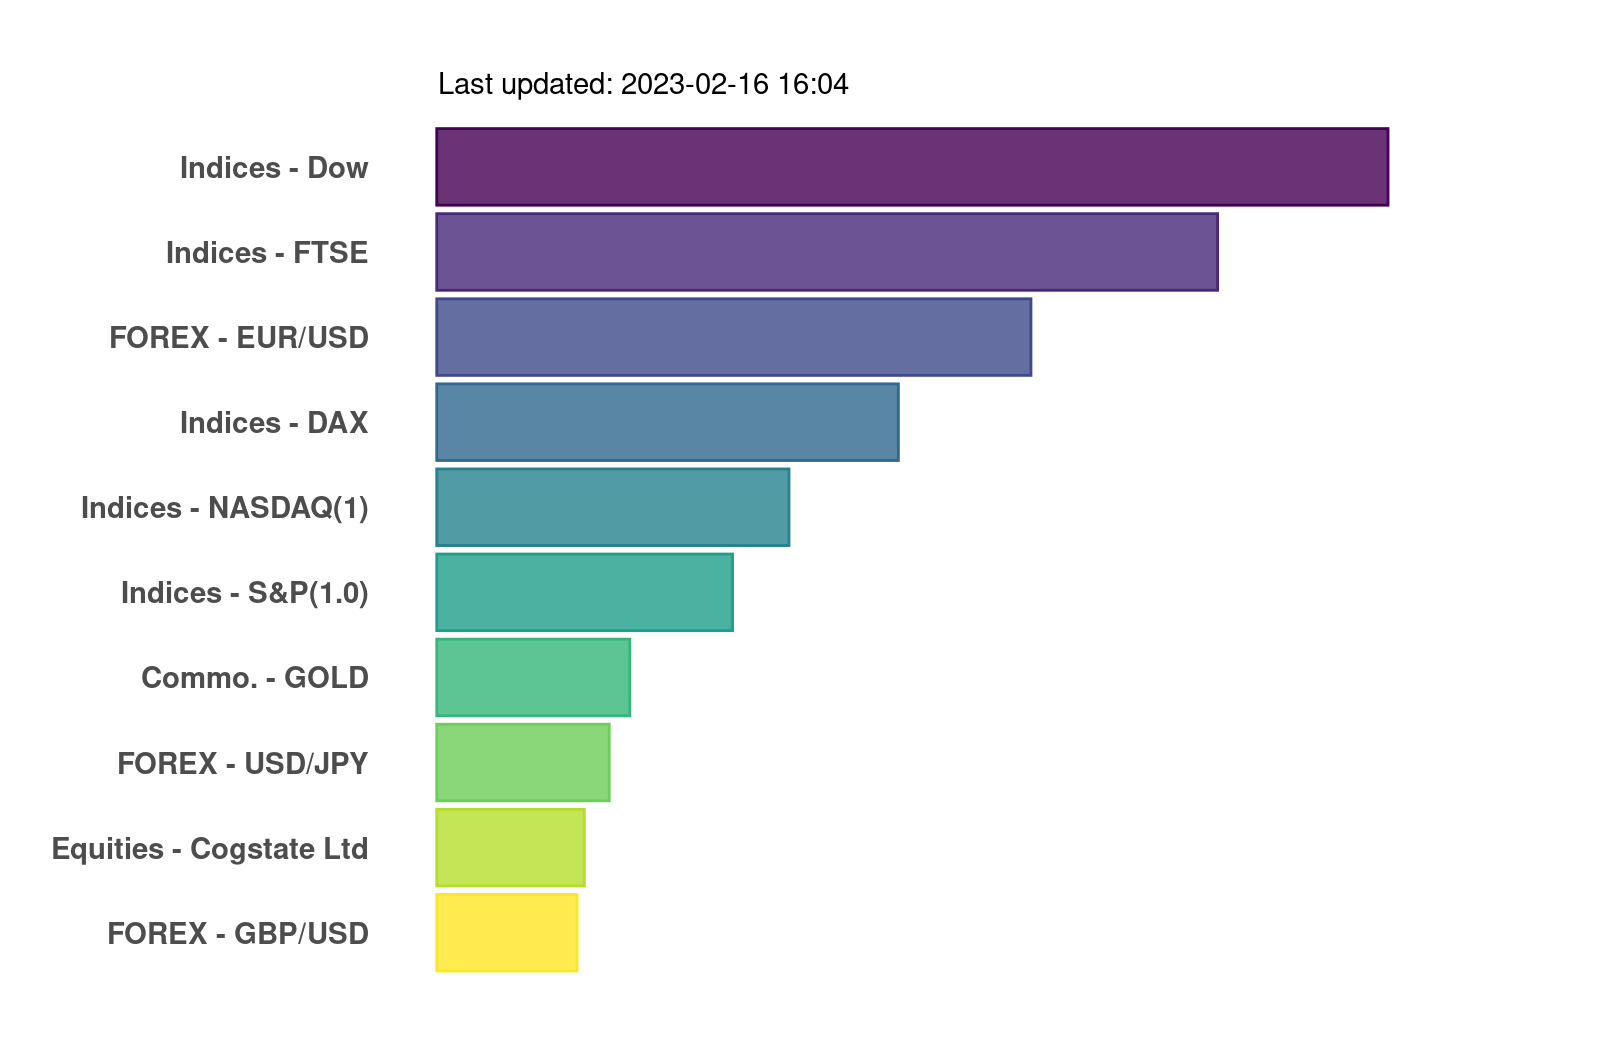 Last updated: 2023-02-16 16:04
Indices - Dow
Indices - FTSE
FOREX - EUR/USD
Indices - DAX
Indices - NASDAQ(1)
Indices - S&P(1.0)
Commo. - GOLD
FOREX - USD/JPY
Equities - Cogstate Ltd
FOREX - GBP/USD